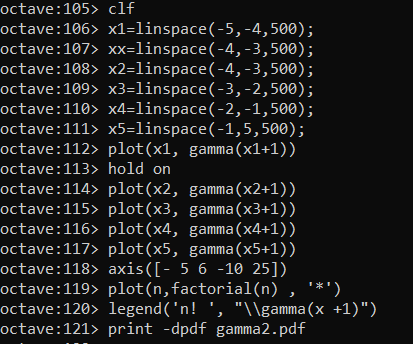 octave:105> clf
octave:106> x1=linspace(-5,-4,500);
octave:107> xx=linspace(-4,-3,500);
octave:108> x2=linspace(-4,-3,500);
octave:109> x3=linspace(-3,-2,500);
octave:110> x4=linspace(-2,-1,500);
octave:111> x5=linspace(-1,5,500);
octave:112> plot(x1, gamma(x1+1))
octave:113> hold on
octave:114> plot(x2, gamma(x2+1))
octave:115> plot(x3, gamma(x3+1))
octave:116> plot(x4, gamma(x4+1))
octave:117> plot(x5, gamma(x5+1))
octave:118> axis([- 5 6 -10 25])
octave:119> plot(n,factorial(n) , '*')
octave:120> legend('n! ', "\\gamma(x +1)")
octave:121> print -dpdf gamma2.pdf